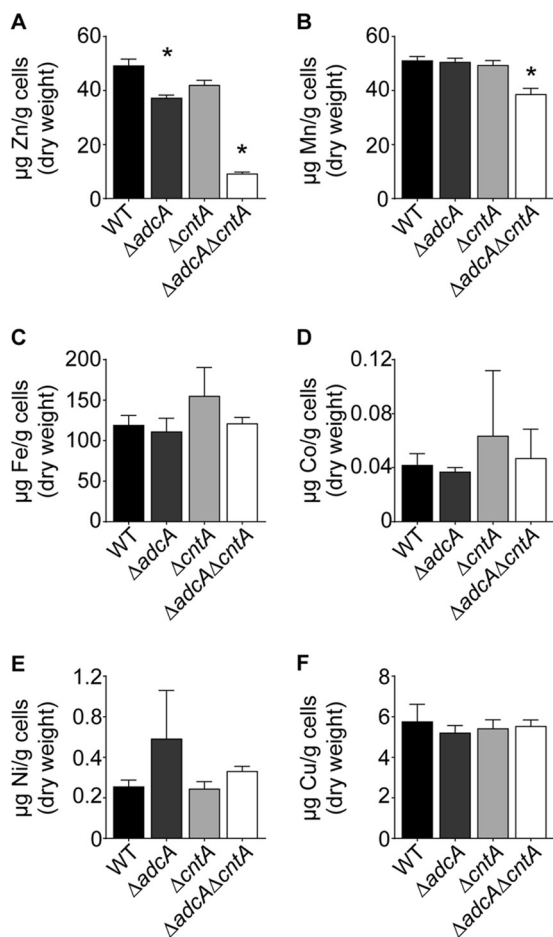 A
µg Zn/g cells
(dry weight)
60
40
20
0
*
*
WT
ΔadcA
ΔcntA
ΔadcAΔcntA
B
µg Mn/g cells
(dry weight)
60
40
20
0
*
WT
ΔadcA
ΔcntA
ΔadcAΔcntA
C
µg Fe/g cells
(dry weight)
200
150
100
50
0
WT
ΔadcA
ΔcntA
ΔadcAΔcntA
D
µg Co/g cells
(dry weight)
0.12
0.08
0.04
0
WT
ΔadcA
ΔcntA
ΔadcAΔcntA
E
µg Ni/g cells
(dry weight)
1.2
0.8
0.4
0.2
0
WT
ΔadcA
ΔcntA
ΔadcAΔcntA
F
µg Cu/g cells
(dry weight)
8
6
4
2
0
WT
ΔadcA
ΔcntA
ΔadcAΔcntA